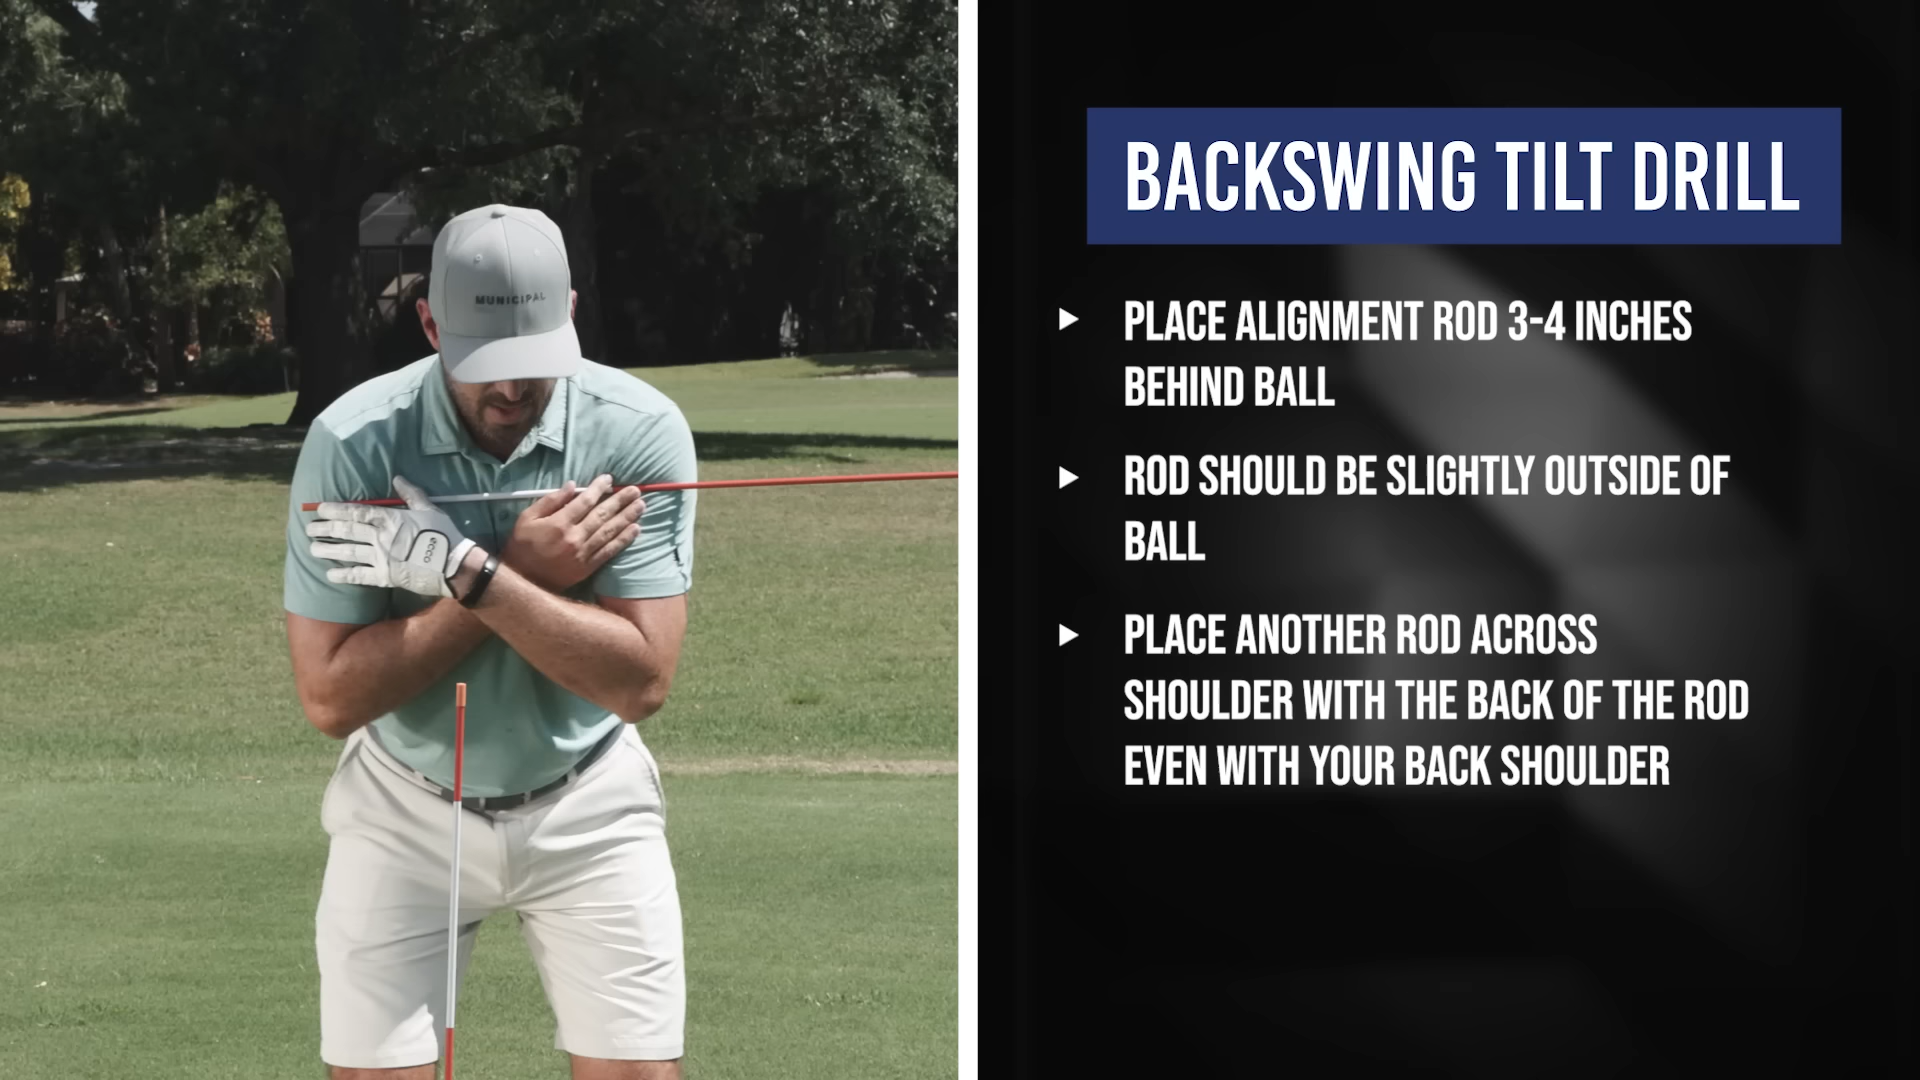 MUNICIPAL
ecco
BACKSWING TILT DRILL
PLACE ALIGNMENT ROD 3-4 INCHES
BEHIND BALL
ROD SHOULD BE SLIGHTLY OUTSIDE OF
BALL
PLACE ANOTHER ROD ACROSS
SHOULDER WITH THE BACK OF THE ROD
EVEN WITH YOUR BACK SHOULDER